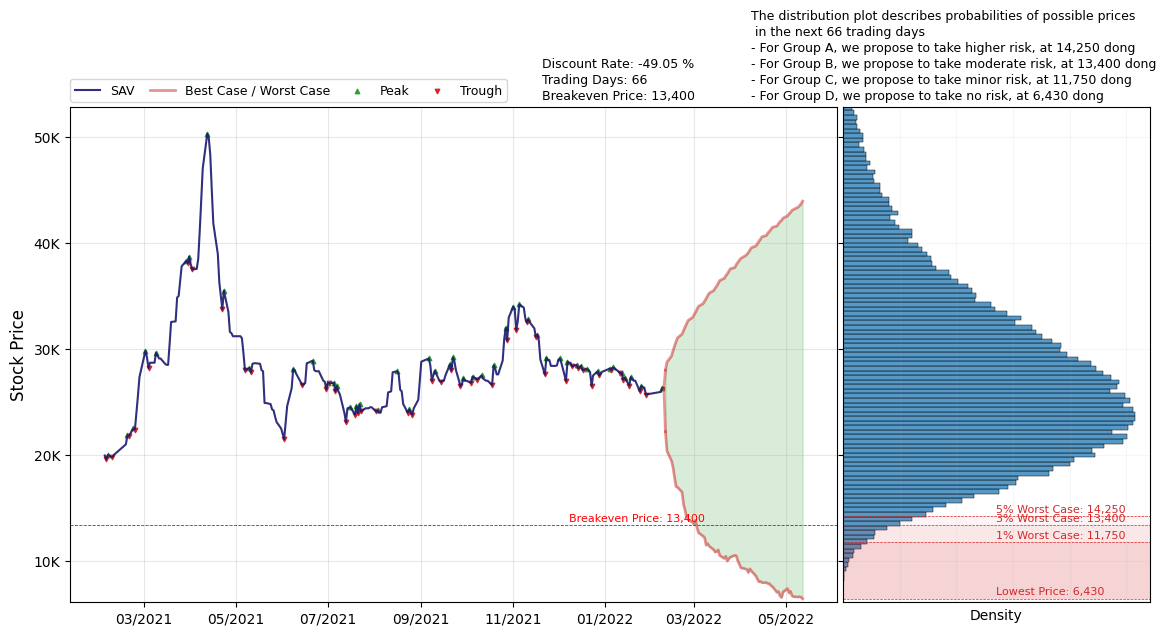 The distribution plot describes probabilities of possible prices
in the next 66 trading days
- For Group A, we propose to take higher risk, at 14,250 dong
- For Group B, we propose to take moderate risk, at 13,400 dong
- For Group C, we propose to take minor risk, at 11,750 dong
- For Group D, we propose to take no risk, at 6,430 dong
Discount Rate: -49.05 %
Trading Days: 66
Breakeven Price: 13,400
SAV
Best Case / Worst Case
Peak
Trough
Stock Price
50K
40K
30K
20K
10K
Breakeven Price: 13,400
03/2021
05/2021
07/2021
09/2021
11/2021
01/2022
03/2022
05/2022
5% Worst Case: 14,250
3% Worst Case: 13,400
1% Worst Case: 11,750
Lowest Price: 6,430
Density